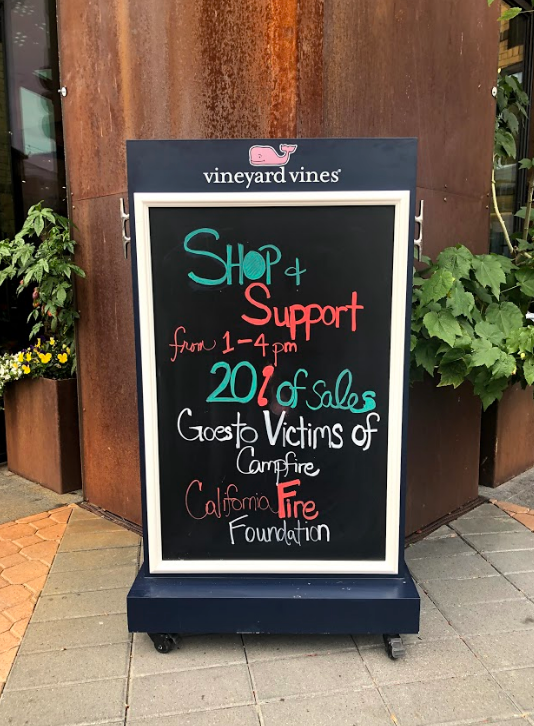 vineyard vines®
SHOP &
Support
from 1-4pm
20% of sales
Goes to Victims of
Campfire
California Fire
Foundation